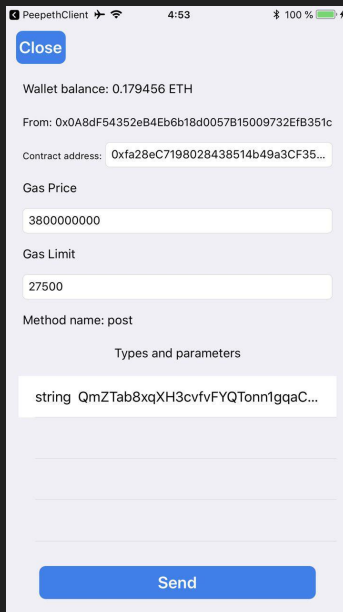 PeepethClient 4:53 100 %
Close
Wallet balance: 0.179456 ETH
From: 0x0A8dF54352eB4Eb6b18d0057B15009732EfB351c
Contract address: 0xfa28eC7198028438514b49a3CF35...
Gas Price
3800000000
Gas Limit
27500
Method name: post
Types and parameters
string QmZTab8xqXH3cvfvFYQTonn1gqaC...
Send